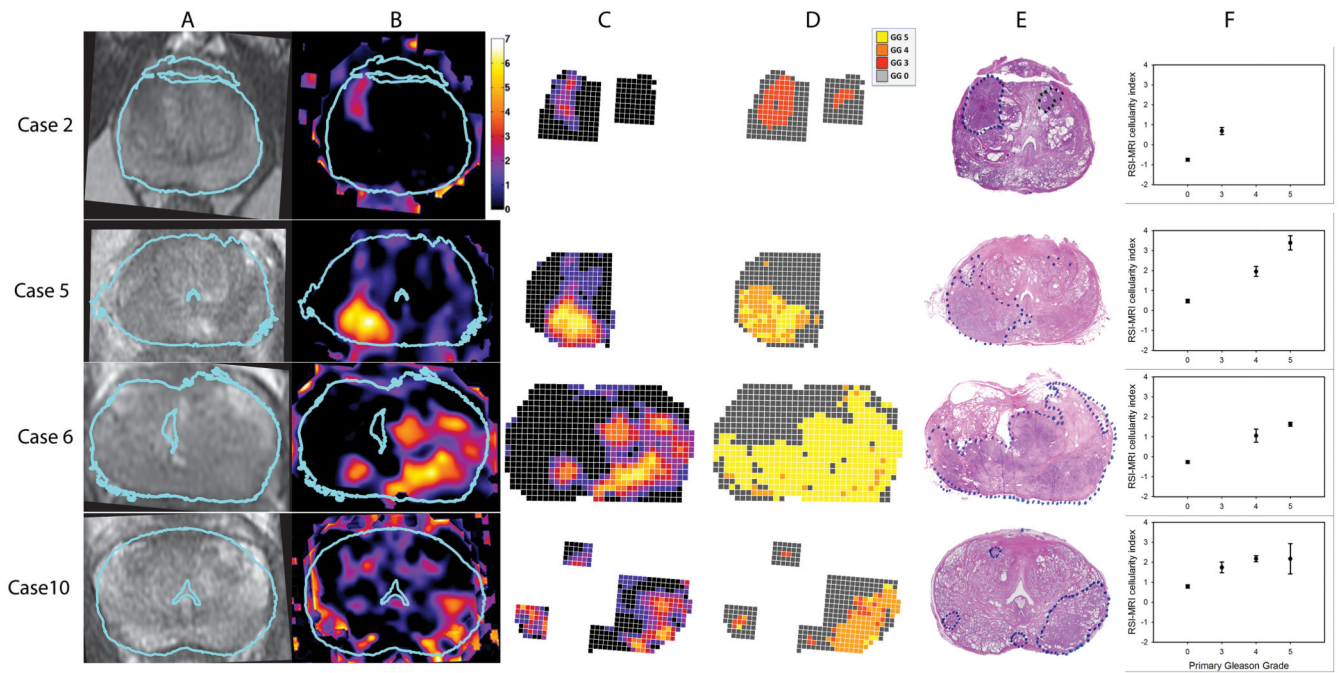 A B C D E F
Case 2
7
6
5
4
3
2
1
0
GG 5
GG 4
GG 3
GG 0
RSI-MRI cellularity index
4
3
2
1
0
-1
-2
0 3 4 5
Case 5
RSI-MRI cellularity index
4
3
2
1
0
-1
-2
0 3 4 5
Case 6
RSI-MRI cellularity index
4
3
2
1
0
-1
-2
0 3 4 5
Case10
RSI-MRI cellularity index
4
3
2
1
0
-1
-2
0 3 4 5
Primary Gleason Grade